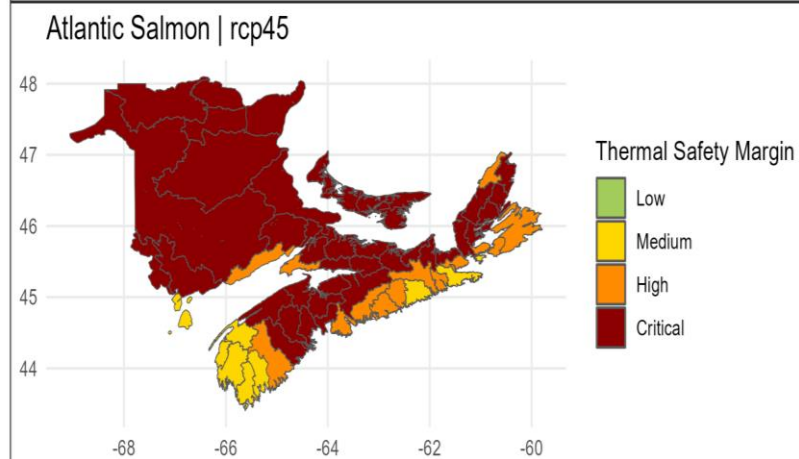 Atlantic Salmon | rcp45
48
47
46
45
44
-68
-66
-64
-62
-60
Thermal Safety Margin
Low
Medium
High
Critical